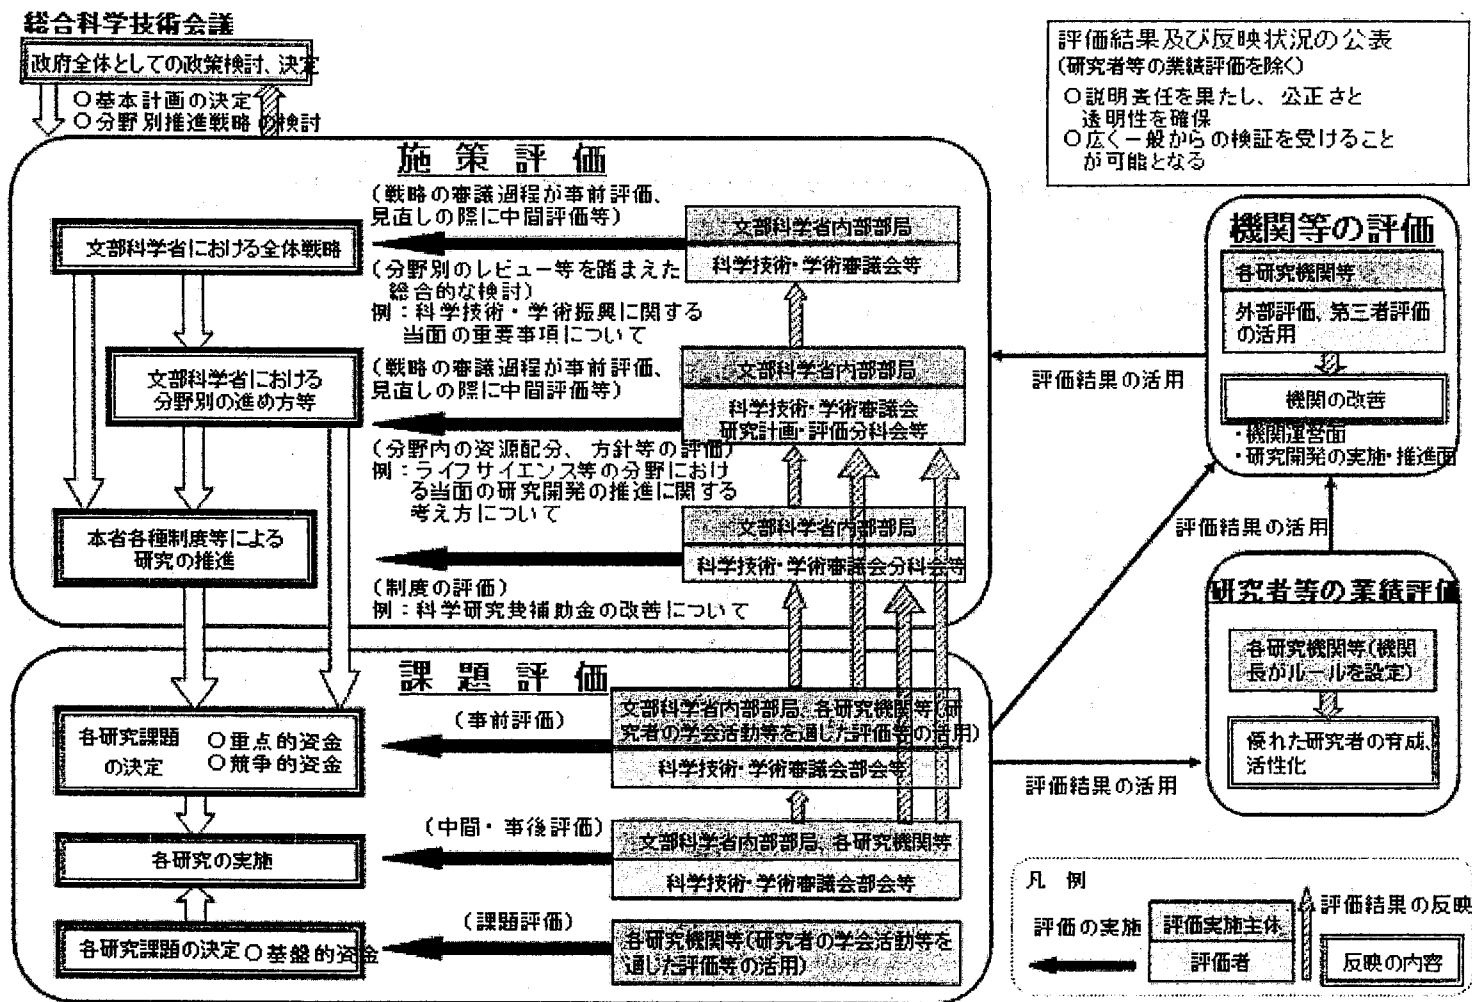 総合科学技術会議
政府全体としての政策検討、決定
○基本計画の決定
○分野別推進戦略の検討
評価結果及び反映状況の公表
(研究者等の業績評価を除く)
○説明責任を果たし、公正さと
透明性を確保
○広く一般からの検証を受けること
が可能となる
施策評価
(戦略の審議過程が事前評価、
見直しの際に中間評価等)
文部科学省における全体戦略
文部科学省内部部局
科学技術・学術審議会等
(分野別のレビュー等を踏まえた
総合的な検討)
例：科学技術・学術振興に関する
当面の重要事項について
文部科学省における
分野別の進め方等
(戦略の審議過程が事前評価、
見直しの際に中間評価等)
文部科学省内部部局
科学技術・学術審議会
研究計画・評価分科会等
(分野内の資源配分、方針等の評価)
例：ライフサイエンス等の分野におけ
る当面の研究開発の推進に関する
考え方について
本省各種制度等による
研究の推進
文部科学省内部部局
科学技術・学術審議会分科会等
(制度の評価)
例：科学研究費補助金の改善について
機関等の評価
各研究機関等
外部評価、第三者評価
の活用
機関の改善
・機関運営面
・研究開発の実施・推進面
評価結果の活用
評価結果の活用
研究者等の業績評価
各研究機関等(機関
長がルールを設定)
優れた研究者の育成、
活性化
評価結果の活用
課題評価
各研究課題
の決定
○重点的資金
○競争的資金
(事前評価)
文部科学省内部部局、各研究機関等(研
究者の学会活動等を通じた評価等の活用)
科学技術・学術審議会部会等
各研究の実施
(中間・事後評価)
文部科学省内部部局、各研究機関等
科学技術・学術審議会部会等
各研究課題の決定 ○基盤的資金
(課題評価)
各研究機関等(研究者の学会活動等を
通じた評価等の活用)
凡 例
評価の実施
評価実施主体
評価者
評価結果の反映
反映の内容